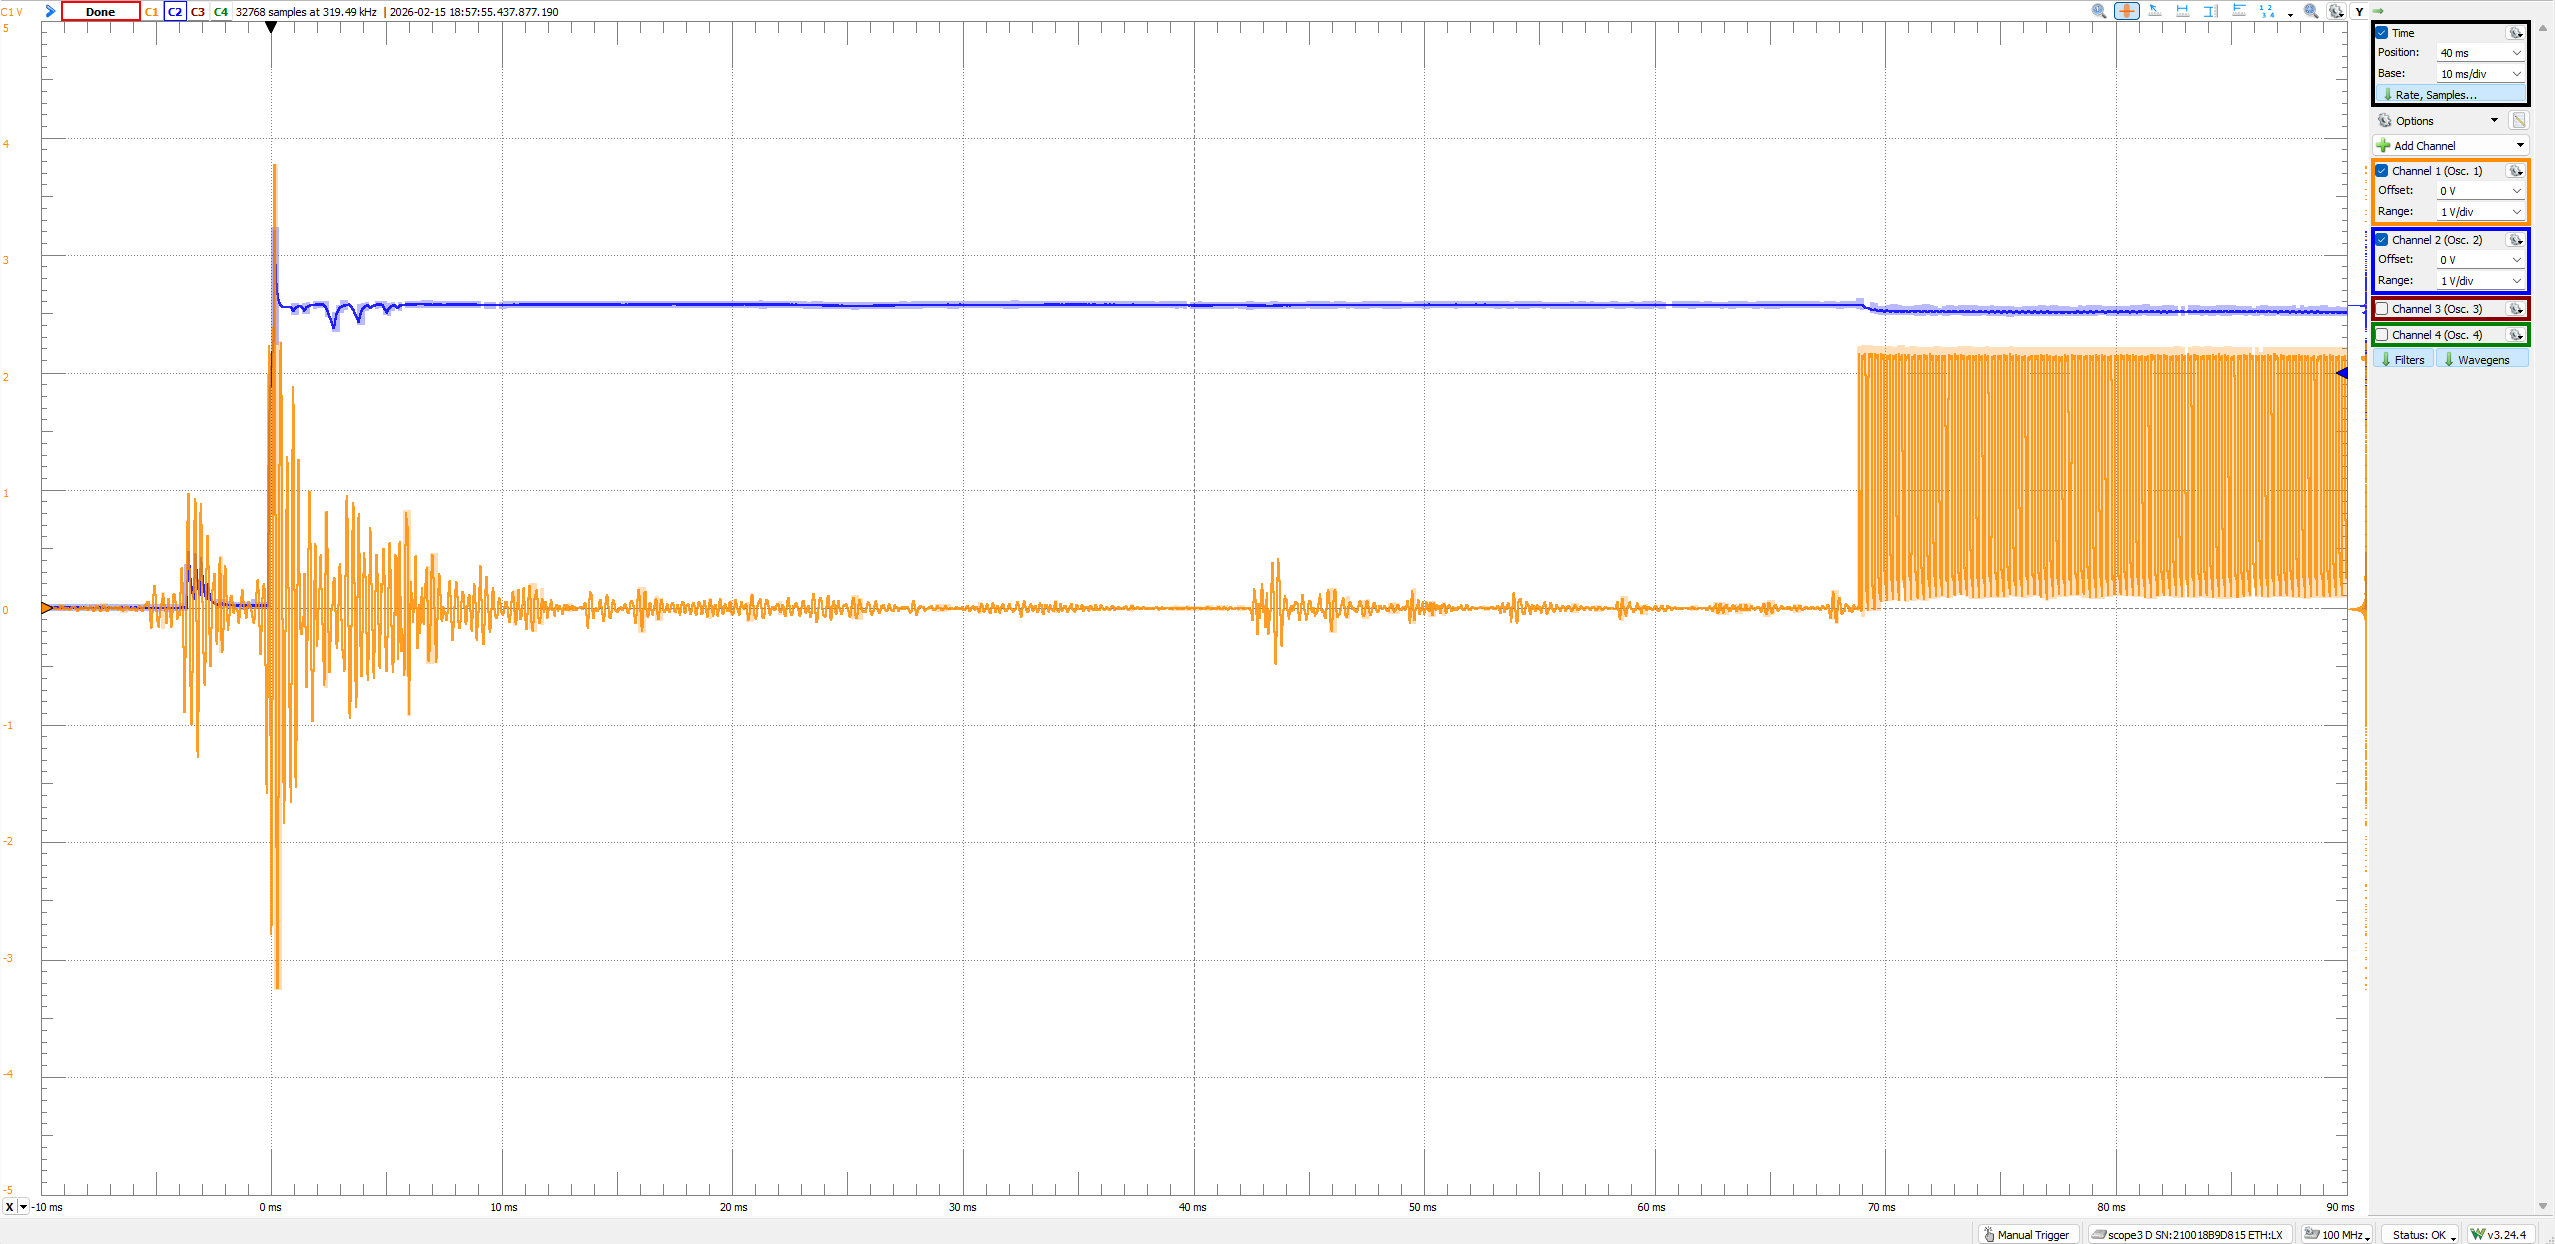 C1 V
Done
C1 C2 C3 C4 32768 samples at 319.49 kHz | 2026-02-15 18:57:55.437.877.190
Y
5
4
3
2
1
0
-1
-2
-3
-4
-5
X
-10 ms
0 ms
10 ms
20 ms
30 ms
40 ms
50 ms
60 ms
70 ms
80 ms
90 ms
Time
Position: 40 ms
Base: 10 ms/div
Rate, Samples...
Options
Add Channel
Channel 1 (Osc. 1)
Offset: 0 V
Range: 1 V/div
Channel 2 (Osc. 2)
Offset: 0 V
Range: 1 V/div
Channel 3 (Osc. 3)
Channel 4 (Osc. 4)
Filters
Wavegens
Manual Trigger
scope3 D SN:210018B9D815 ETH:LX
100 MHz
Status: OK
v3.24.4